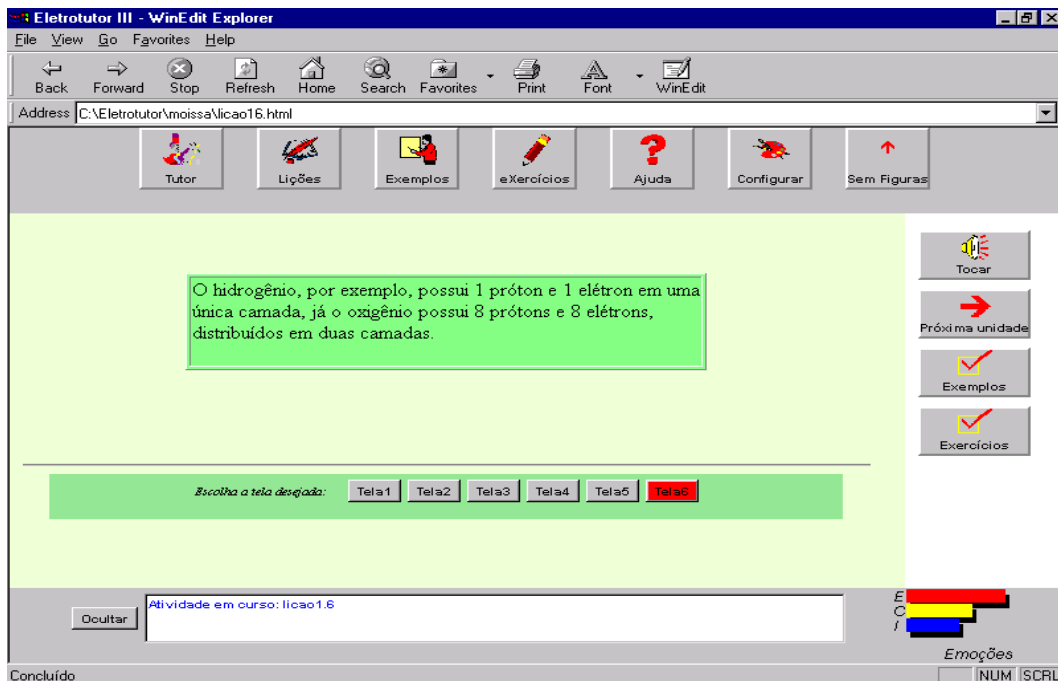 Eletrotutor III - WinEdit Explorer
File View Go Favorites Help
Back Forward Stop Refresh Home Search Favorites Print Font WinEdit
Address C:\Eletrotutor\moissa\licao16.html
Tutor Lições Exemplos eXercícios Ajuda Configurar Sem Figuras
Tocar
Próxima unidade
Exemplos
Exercícios
O hidrogênio, por exemplo, possui 1 próton e 1 elétron em uma
única camada, já o oxigênio possui 8 prótons e 8 elétrons,
distribuídos em duas camadas.
Escolha a tela desejada: Tela1 Tela2 Tela3 Tela4 Tela5 Tela6
Ocultar
Atividade em curso: licao1.6
E
C
I
Emoções
Concluído
NUM SCRL